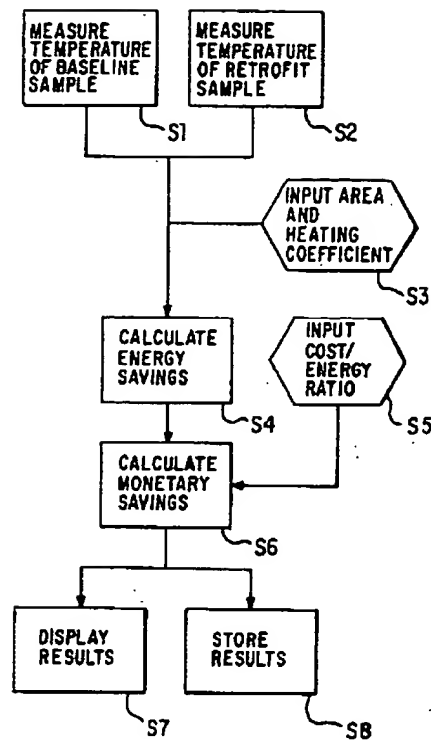 MEASURE
TEMPERATURE
OF BASELINE
SAMPLE
S1
MEASURE
TEMPERATURE
OF RETROFIT
SAMPLE
S2
INPUT AREA
AND
HEATING
COEFFICIENT
S3
CALCULATE
ENERGY
SAVINGS
S4
INPUT
COST/
ENERGY
RATIO
S5
CALCULATE
MONETARY
SAVINGS
S6
DISPLAY
RESULTS
S7
STORE
RESULTS
S8